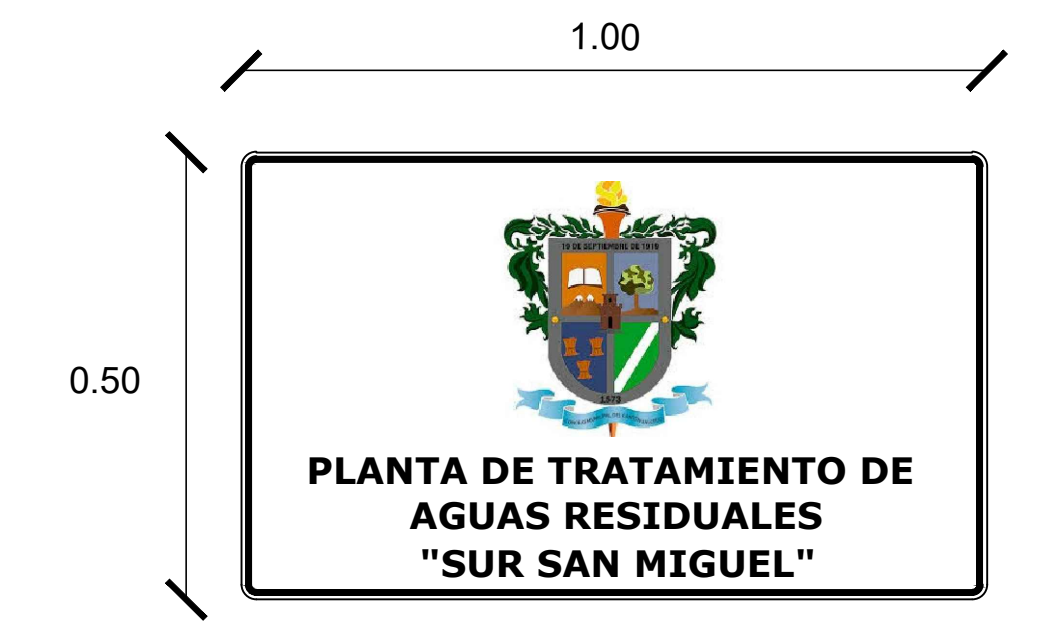 1.00
0.50
19 DE SEPTIEMBRE DE 1919
1573
PLANTA DE TRATAMIENTO DE
AGUAS RESIDUALES
"SUR SAN MIGUEL"